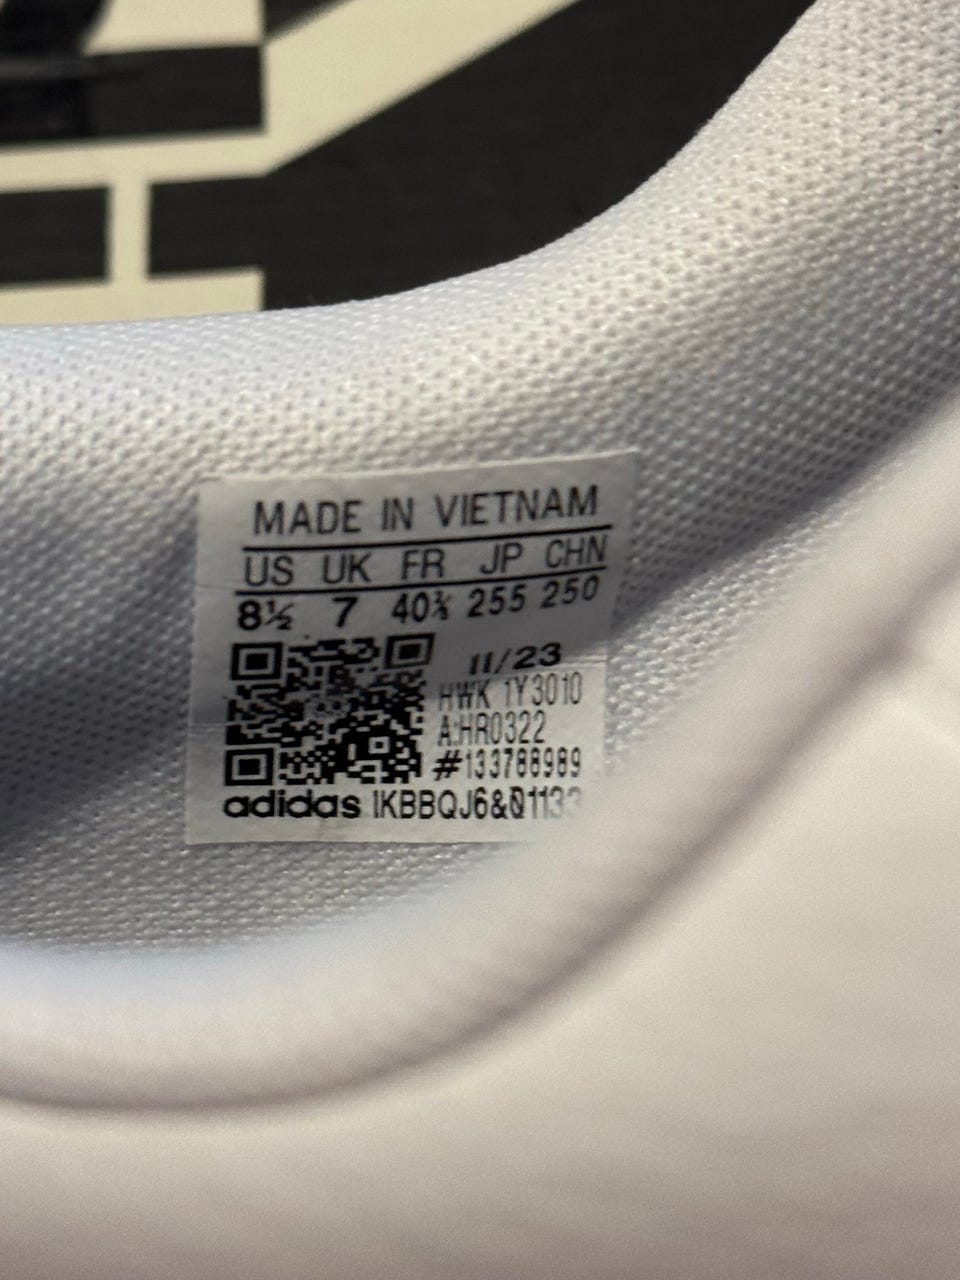 MADE IN VIETNAM
US UK FR JP CHN
8½ 7 40⅔ 255 250
11/23
HWK 1Y3010
A:HR0322
#133788989
adidas